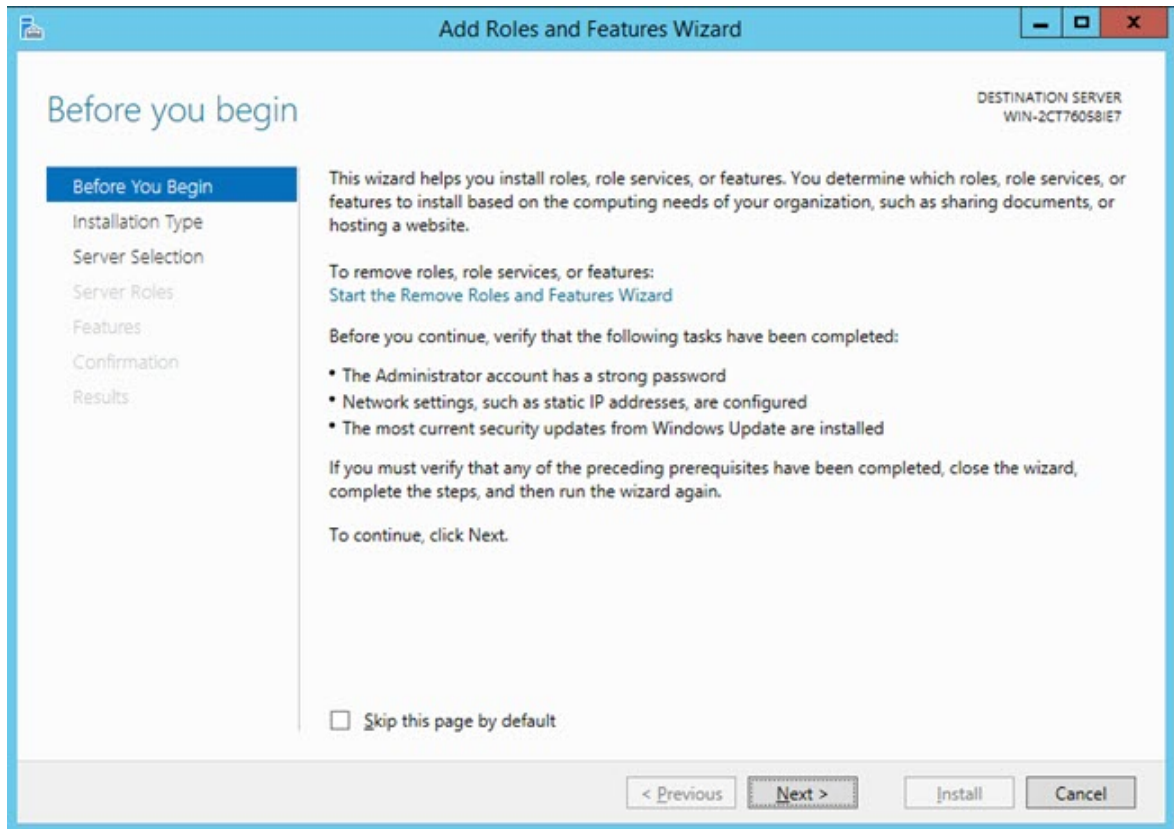 Add Roles and Features Wizard
Before you begin
DESTINATION SERVER
WIN-2CT76058IE7
Before You Begin
Installation Type
Server Selection
Server Roles
Features
Confirmation
Results
This wizard helps you install roles, role services, or features. You determine which roles, role services, or
features to install based on the computing needs of your organization, such as sharing documents, or
hosting a website.
To remove roles, role services, or features:
Start the Remove Roles and Features Wizard
Before you continue, verify that the following tasks have been completed:
• The Administrator account has a strong password
• Network settings, such as static IP addresses, are configured
• The most current security updates from Windows Update are installed
If you must verify that any of the preceding prerequisites have been completed, close the wizard,
complete the steps, and then run the wizard again.
To continue, click Next.
Skip this page by default
< Previous
Next >
Install
Cancel